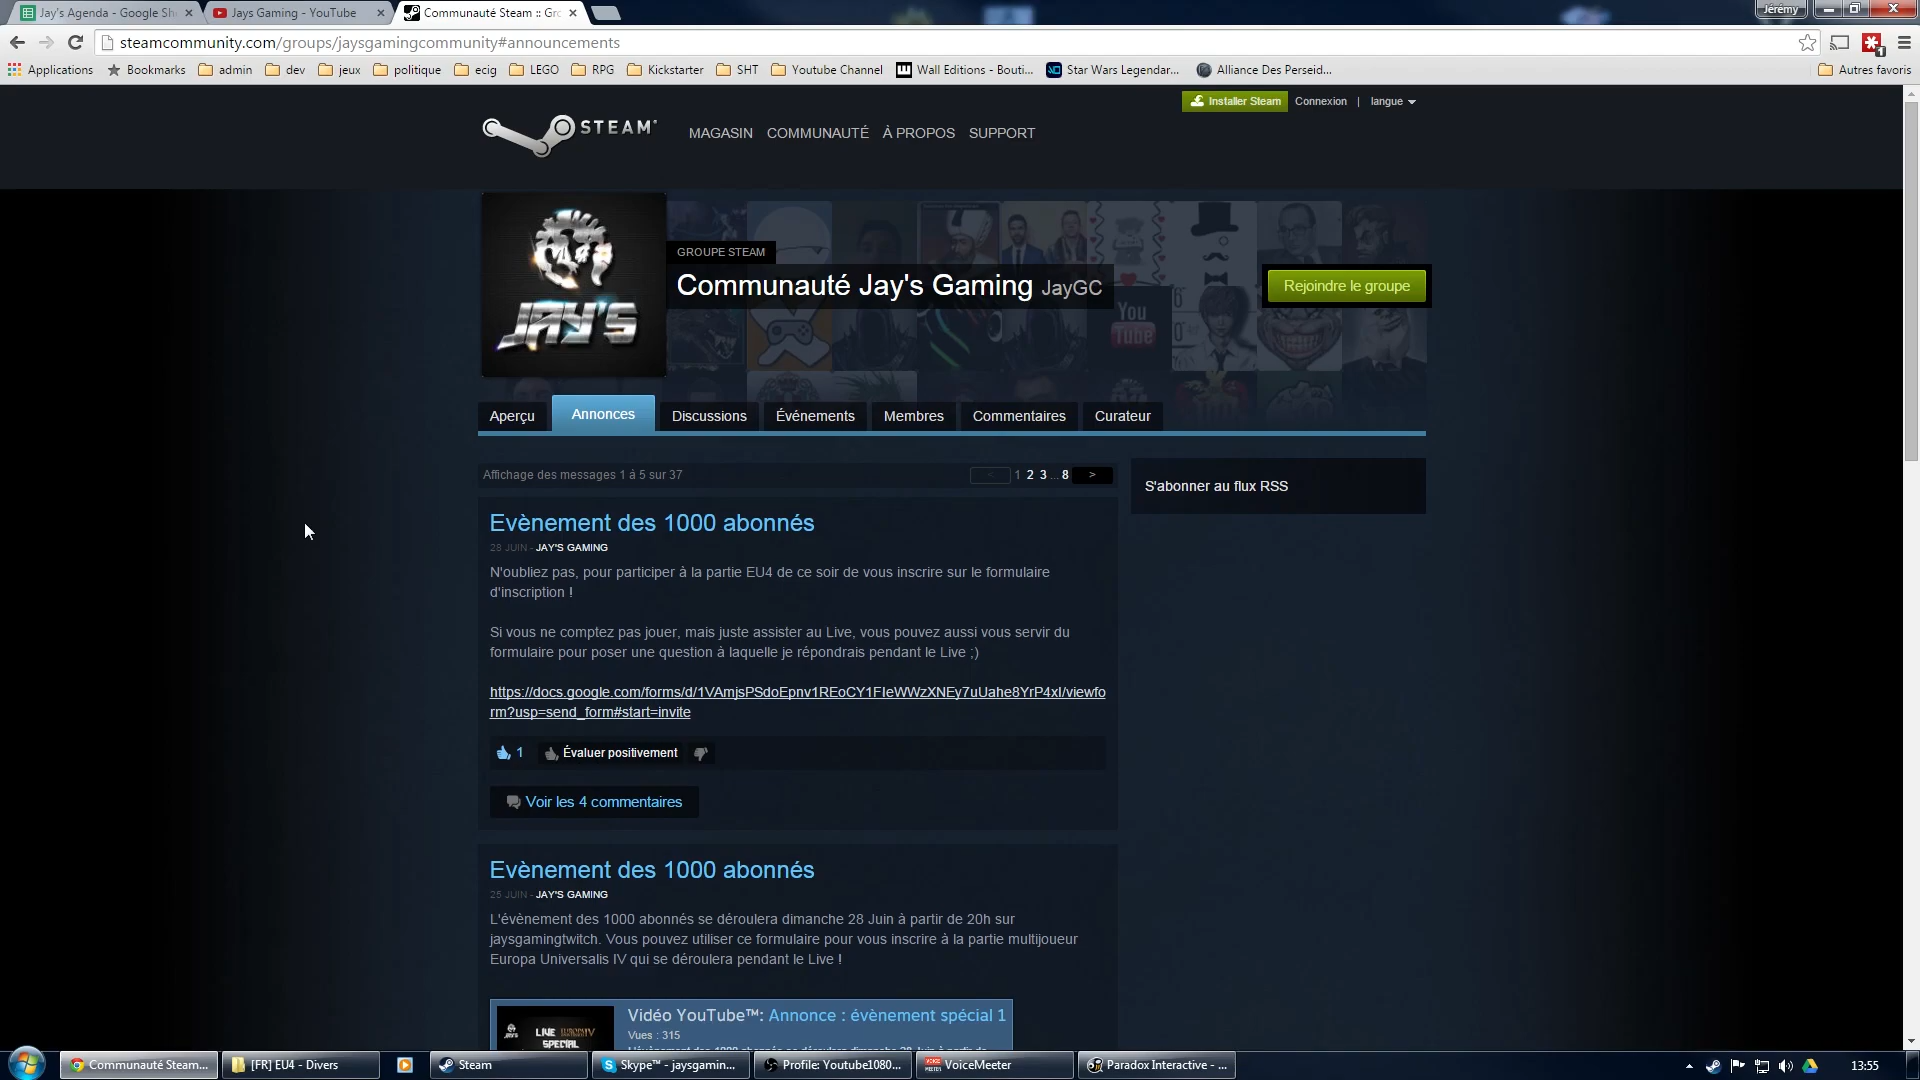 Jay's Agenda - Google Sh
Jays Gaming - YouTube
Communauté Steam :: Gro
Jérémy
steamcommunity.com/groups/jaysgamingcommunity#announcements
1
Applications
Bookmarks
admin
dev
jeux
politique
ecig
LEGO
RPG
Kickstarter
SHT
Youtube Channel
Wall Editions - Bouti...
Star Wars Legendar...
Alliance Des Perseid...
Autres favoris
Installer Steam
Connexion | langue
STEAM
MAGASIN COMMUNAUTÉ À PROPOS SUPPORT
GROUPE STEAM
Communauté Jay's Gaming JayGC
Rejoindre le groupe
JAY'S
You
Tube
Aperçu
Annonces
Discussions
Événements
Membres
Commentaires
Curateur
Affichage des messages 1 à 5 sur 37
< 1 2 3 ... 8 >
S'abonner au flux RSS
Evènement des 1000 abonnés
28 JUIN - JAY'S GAMING
N'oubliez pas, pour participer à la partie EU4 de ce soir de vous inscrire sur le formulaire
d'inscription !
Si vous ne comptez pas jouer, mais juste assister au Live, vous pouvez aussi vous servir du
formulaire pour poser une question à laquelle je répondrais pendant le Live ;)
https://docs.google.com/forms/d/1VAmjsPSdoEpnv1REoCY1FIeWWzXNEy7uUahe8YrP4xI/viewfo
rm?usp=send_form#start=invite
1
Évaluer positivement
Voir les 4 commentaires
Evènement des 1000 abonnés
25 JUIN - JAY'S GAMING
L'évènement des 1000 abonnés se déroulera dimanche 28 Juin à partir de 20h sur
jaysgamingtwitch. Vous pouvez utiliser ce formulaire pour vous inscrire à la partie multijoueur
Europa Universalis IV qui se déroulera pendant le Live !
Vidéo YouTube™: Annonce : évènement spécial 1
Vues : 315
JAY'S
LIVE
SPECIAL
Communauté Steam...
[FR] EU4 - Divers
Steam
Skype™ - jaysgamin...
Profile: Youtube1080...
VoiceMeeter
Paradox Interactive - ...
13:55